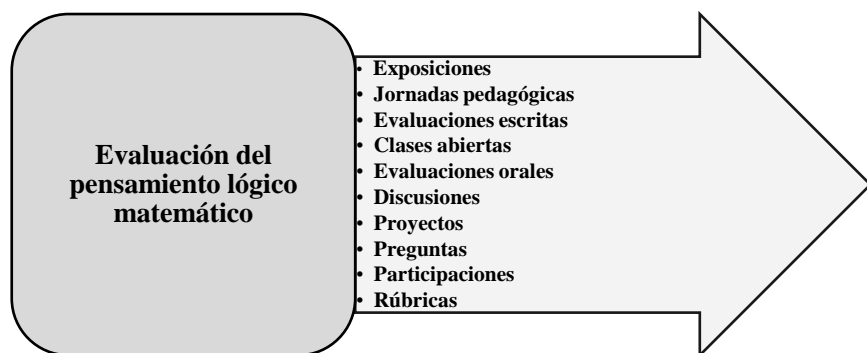 Evaluación del
pensamiento lógico
matemático
• Exposiciones
• Jornadas pedagógicas
• Evaluaciones escritas
• Clases abiertas
• Evaluaciones orales
• Discusiones
• Proyectos
• Preguntas
• Participaciones
• Rúbricas